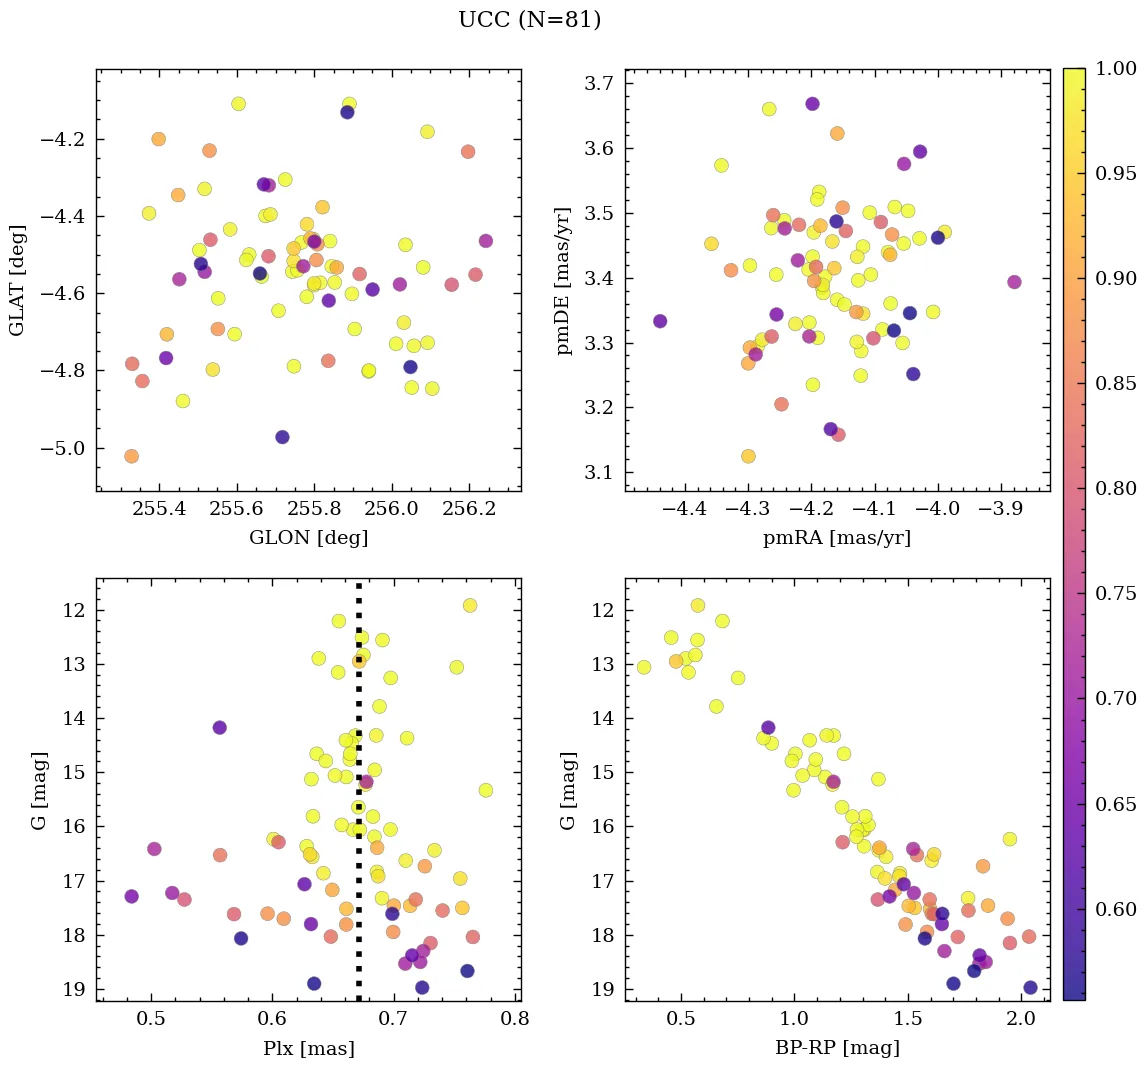 UCC (N=81)
−4.2
−4.4
−4.6
−4.8
−5.0
GLAT [deg]
255.4 255.6 255.8 256.0 256.2
GLON [deg]
3.7
3.6
3.5
3.4
3.3
3.2
3.1
pmDE [mas/yr]
−4.4 −4.3 −4.2 −4.1 −4.0 −3.9
pmRA [mas/yr]
12
13
14
15
16
17
18
19
G [mag]
0.5 0.6 0.7 0.8
Plx [mas]
12
13
14
15
16
17
18
19
G [mag]
0.5 1.0 1.5 2.0
BP-RP [mag]
1.00
0.95
0.90
0.85
0.80
0.75
0.70
0.65
0.60